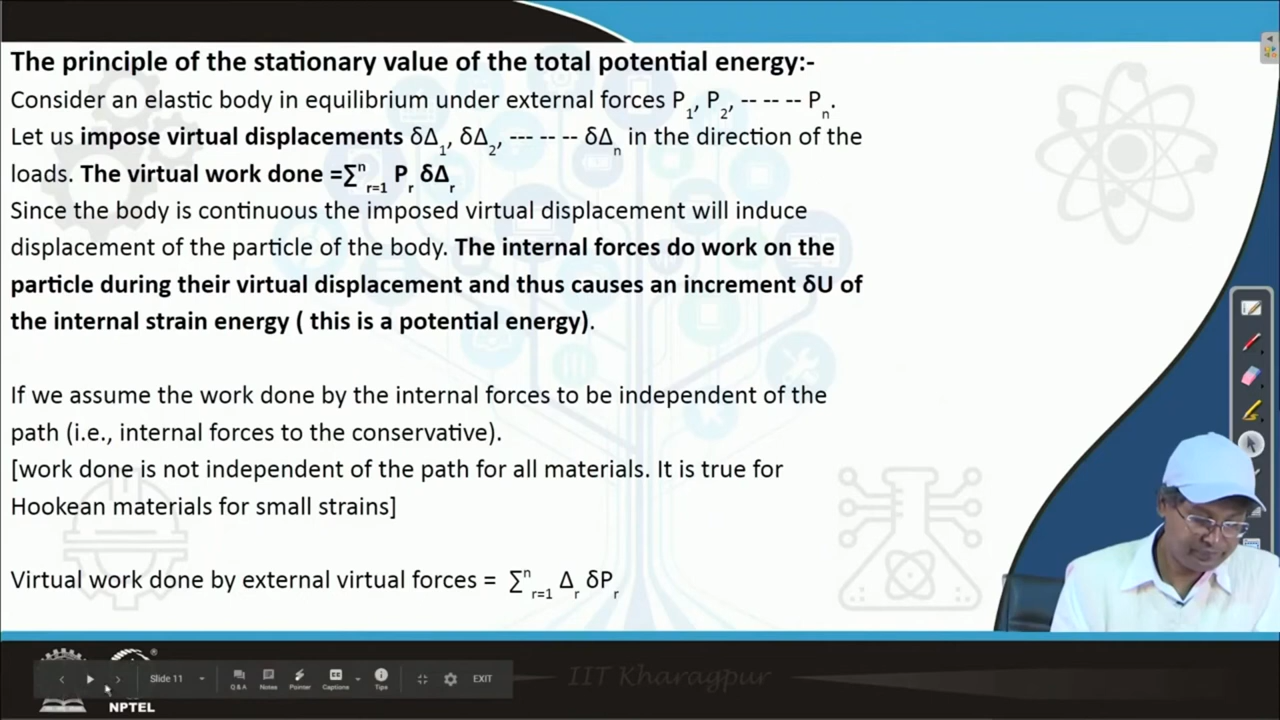 The principle of the stationary value of the total potential energy:-
Consider an elastic body in equilibrium under external forces P₁, P₂, -- -- -- Pₙ.
Let us impose virtual displacements δΔ₁, δΔ₂, --- -- -- δΔₙ in the direction of the
loads. The virtual work done =∑ⁿᵣ₌₁ Pᵣ δΔᵣ
Since the body is continuous the imposed virtual displacement will induce
displacement of the particle of the body. The internal forces do work on the
particle during their virtual displacement and thus causes an increment δU of
the internal strain energy ( this is a potential energy).
If we assume the work done by the internal forces to be independent of the
path (i.e., internal forces to the conservative).
[work done is not independent of the path for all materials. It is true for
Hookean materials for small strains]
Virtual work done by external virtual forces = ∑ⁿᵣ₌₁ Δᵣ δPᵣ
IIT Kharagpur
Slide 11
Q & A
Notes
Pointer
Captions
Tips
EXIT
NPTEL